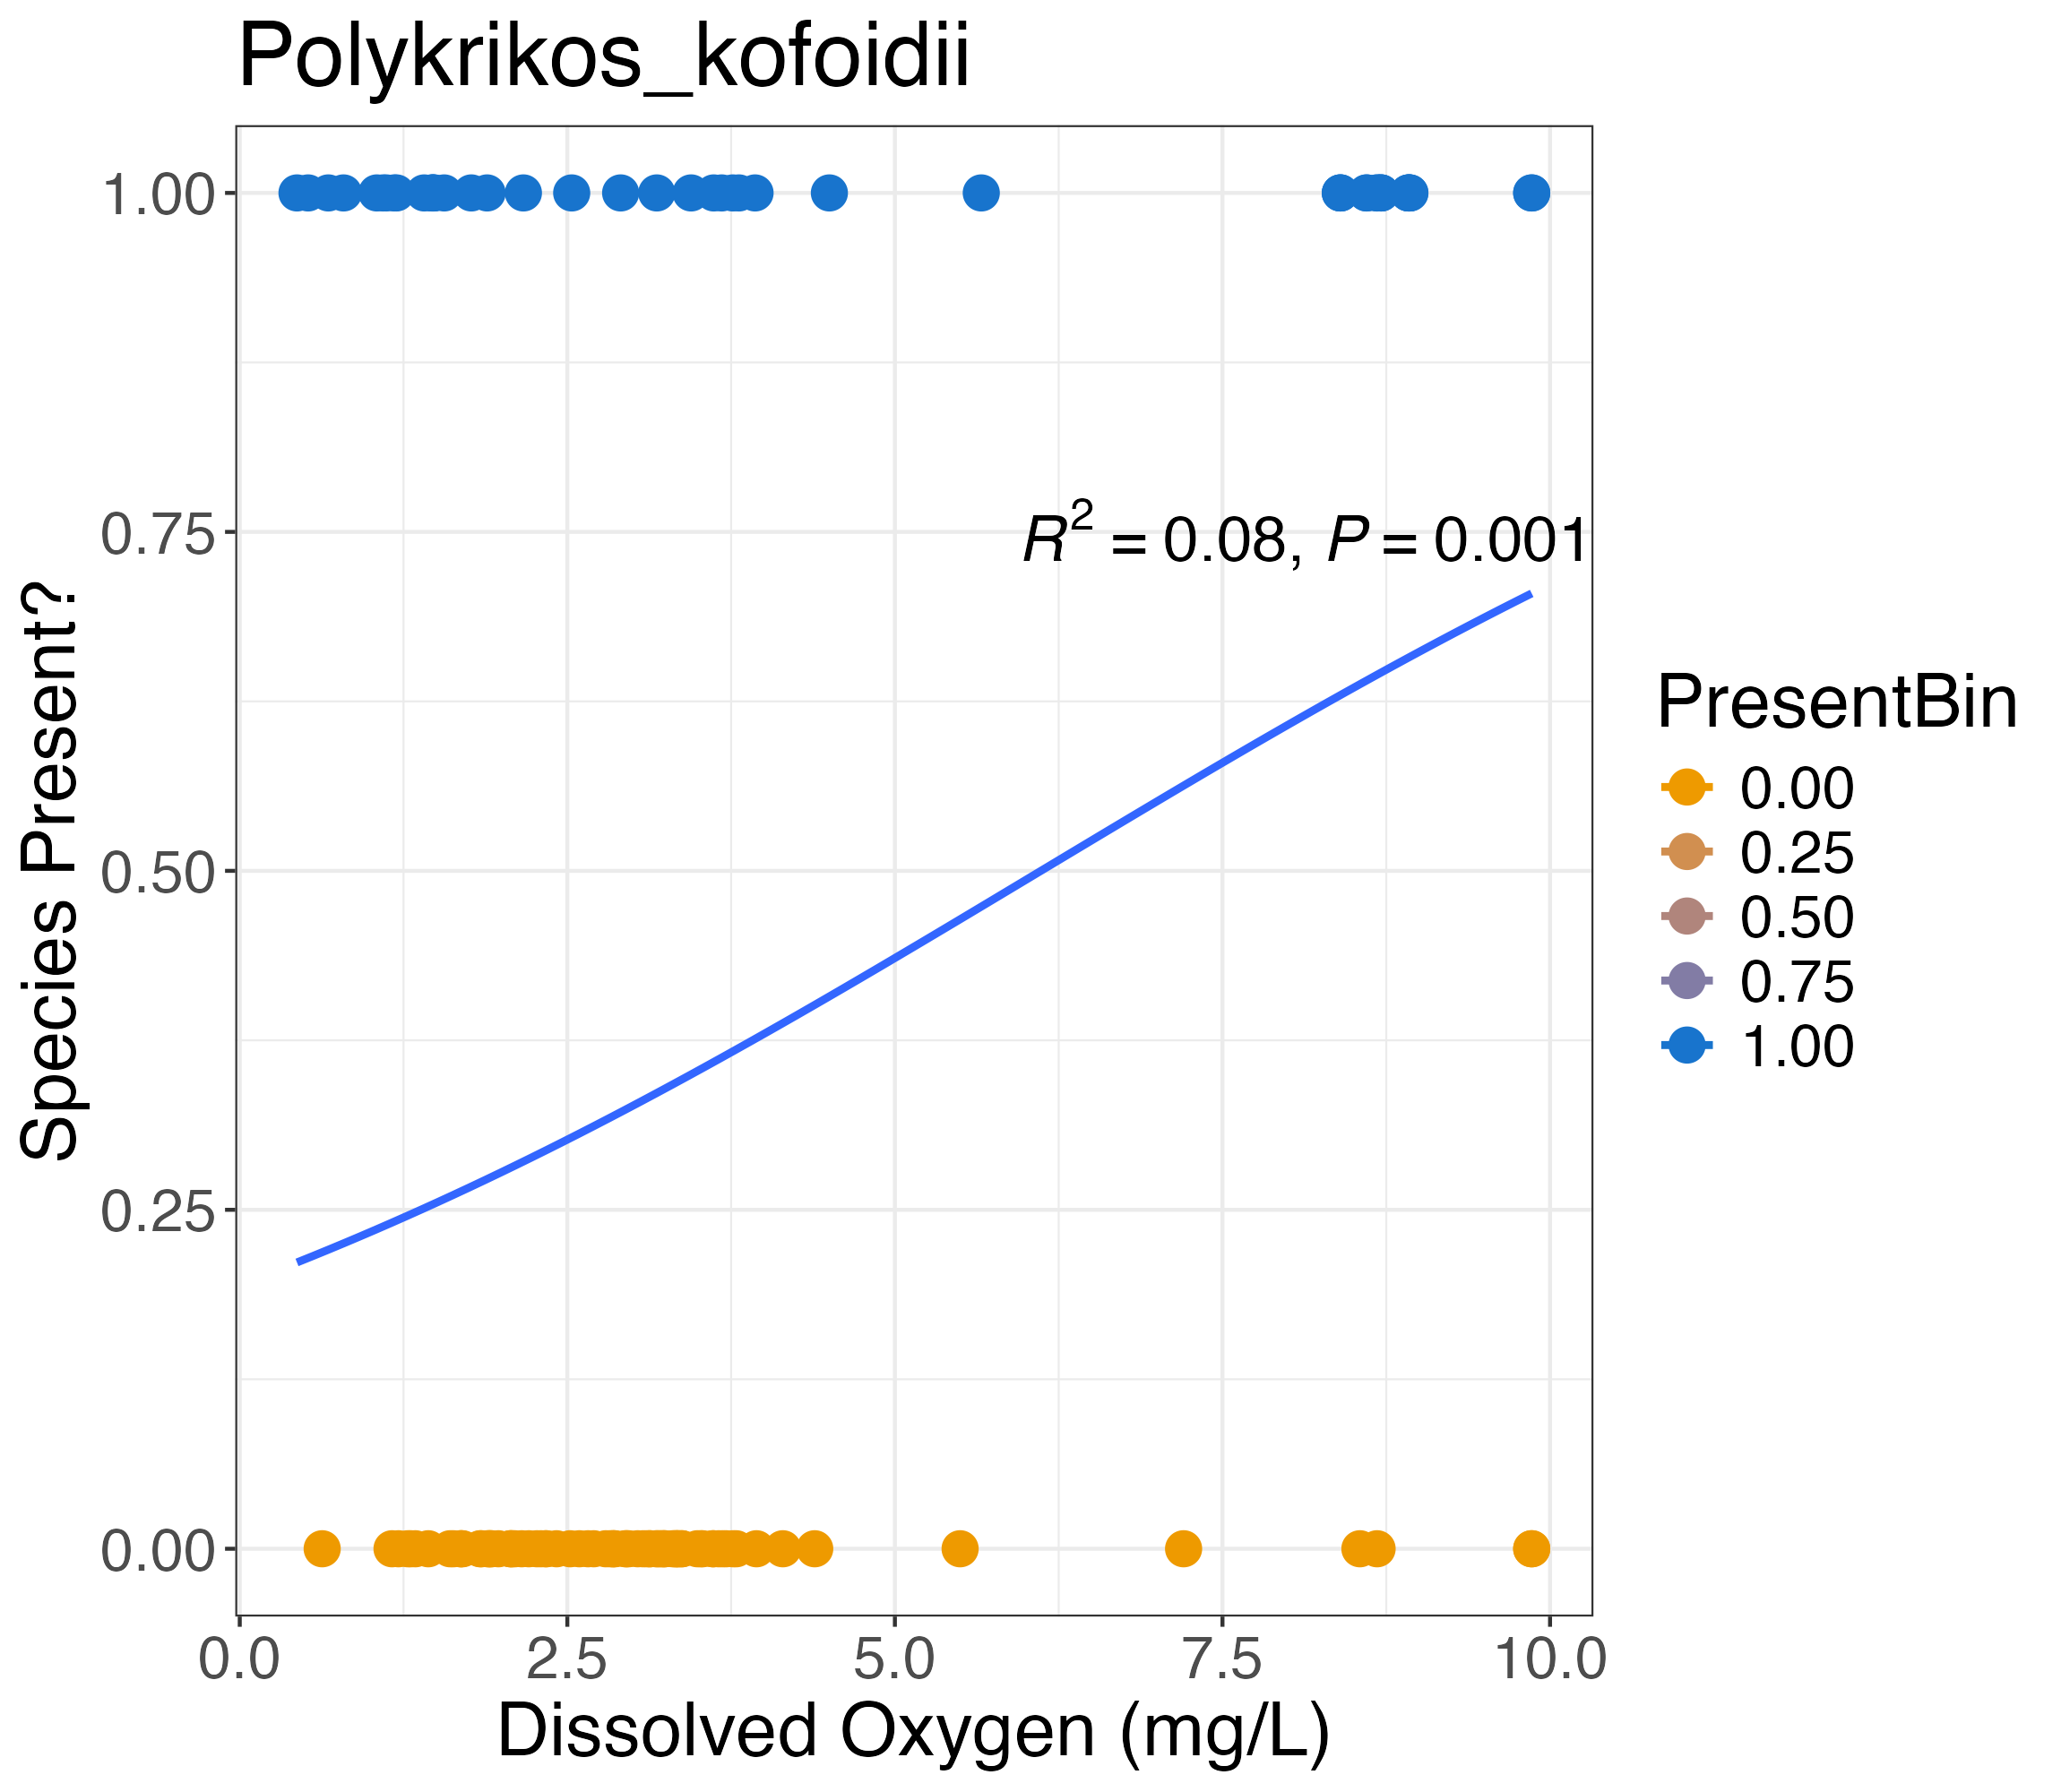 Polykrikos_kofoidii
1.00
0.75
0.50
0.25
0.00
Species Present?
R2 = 0.08, P = 0.001
0.0 2.5 5.0 7.5 10.0
Dissolved Oxygen (mg/L)
PresentBin
0.00
0.25
0.50
0.75
1.00